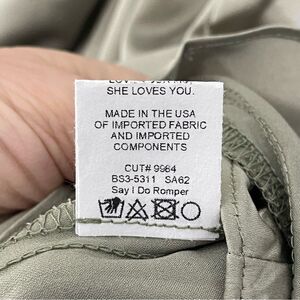 SHE LOVES YOU.
MADE IN THE USA
OF IMPORTED FABRIC
AND IMPORTED
COMPONENTS
CUT# 9984
BS3-5311 SA62
Say I Do Romper